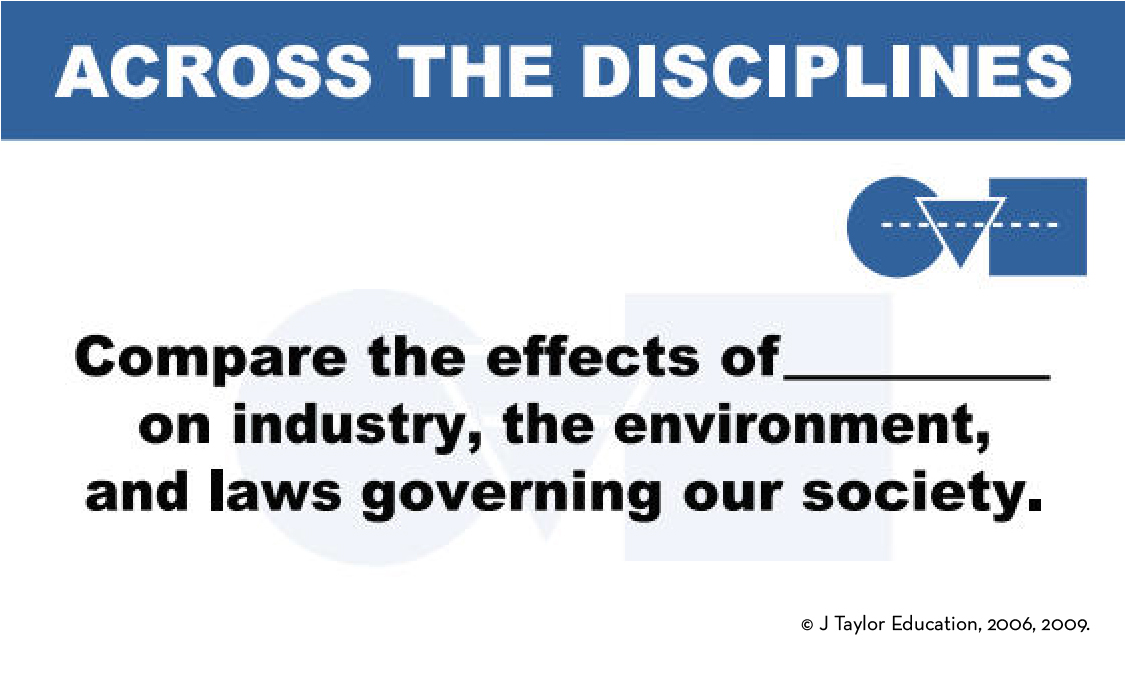 ACROSS THE DISCIPLINES
Compare the effects of_________
on industry, the environment,
and laws governing our society.
© J Taylor Education, 2006, 2009.